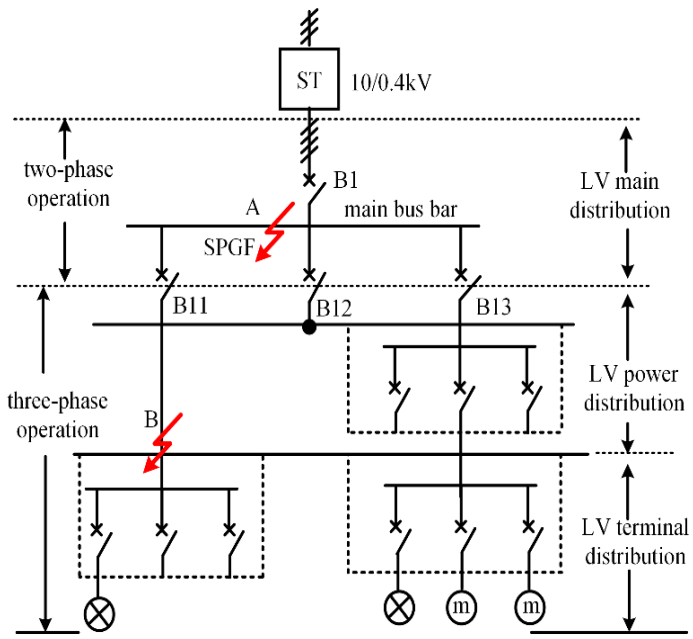 ST
10/0.4kV
two-phase
operation
B1
A
main bus bar
SPGF
LV main
distribution
B11
B12
B13
three-phase
operation
LV power
distribution
B
LV terminal
distribution
m
m